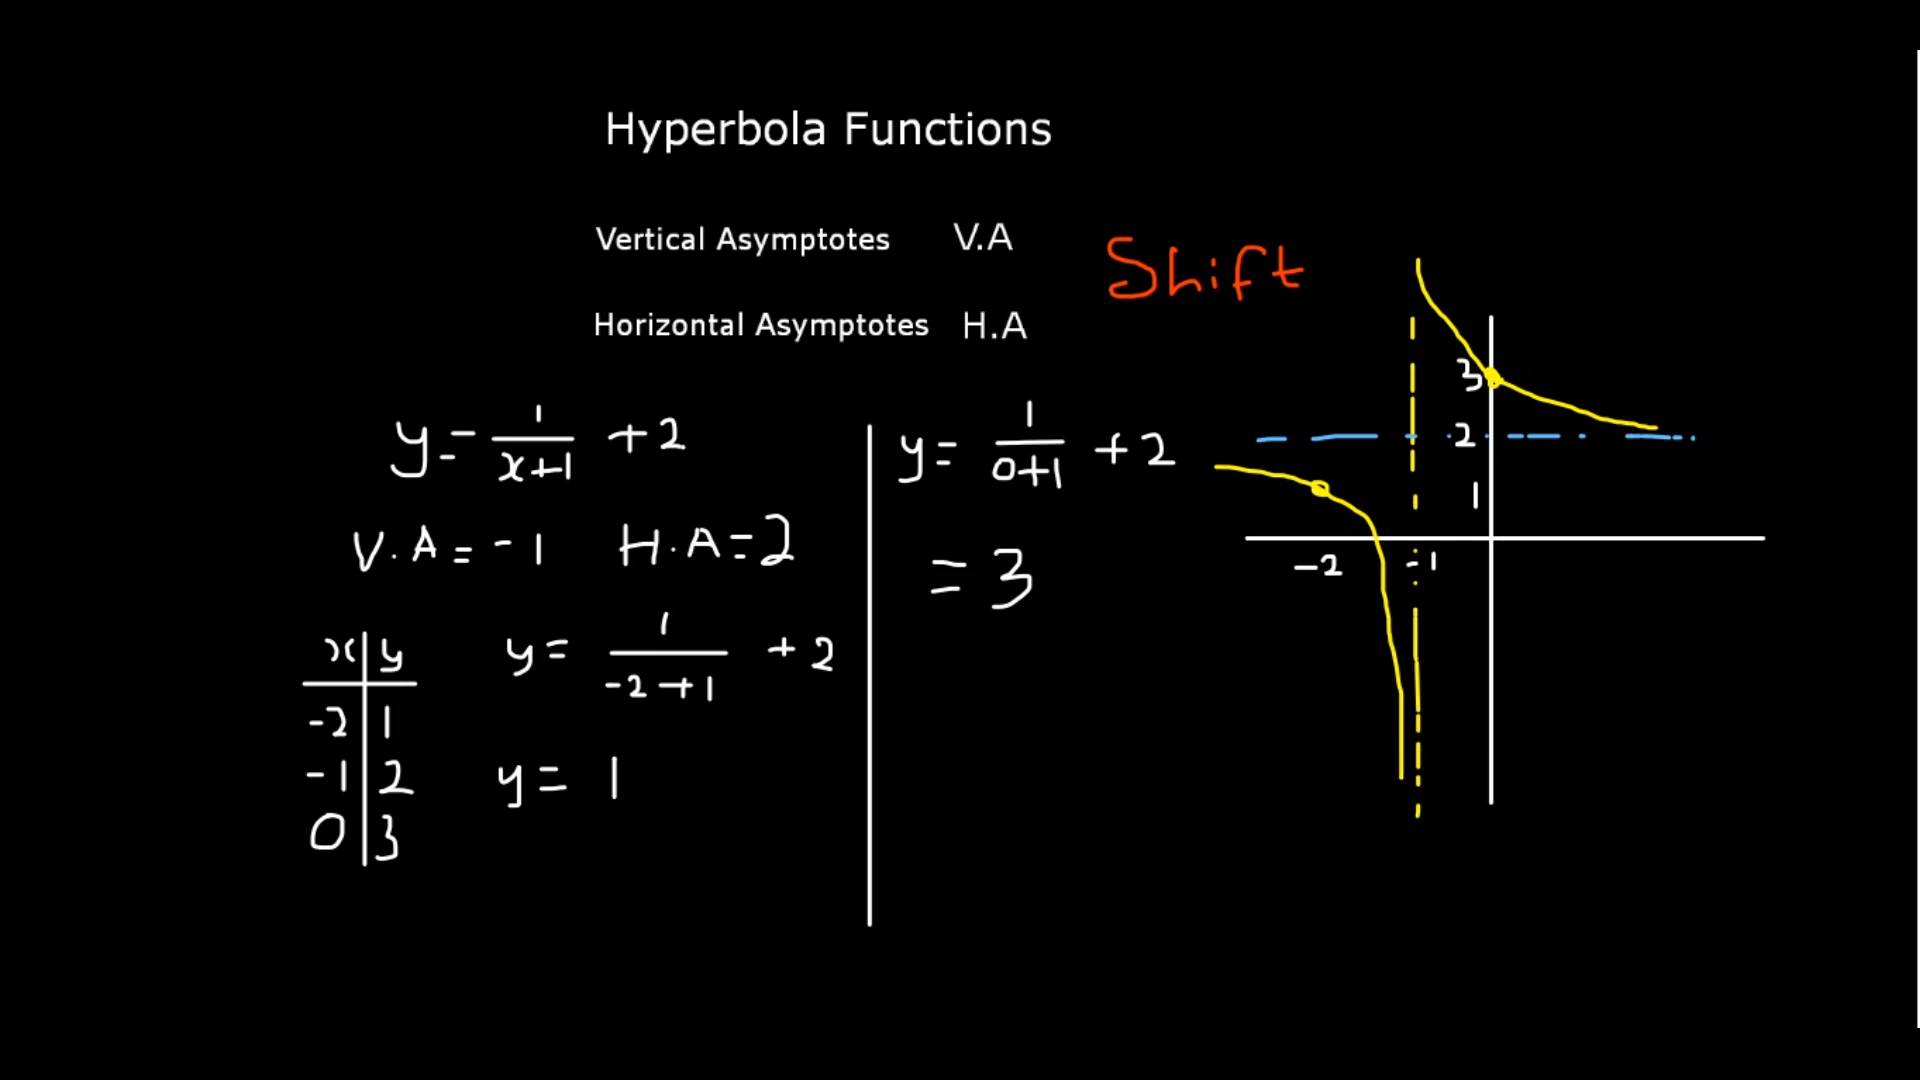 Hyperbola Functions
Vertical Asymptotes V.A
Horizontal Asymptotes H.A
Shift
y = 1/(x+1) + 2
V.A = -1 H.A = 2
x | y
-2 | 1
-1 | 2
0 | 3
y = 1/(-2+1) + 2
y = 1
y = 1/(0+1) + 2
= 3
3
2
1
-2 -1